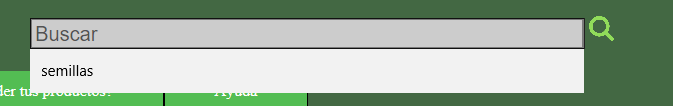 Buscar
semillas
der tus productos?
Ayuda